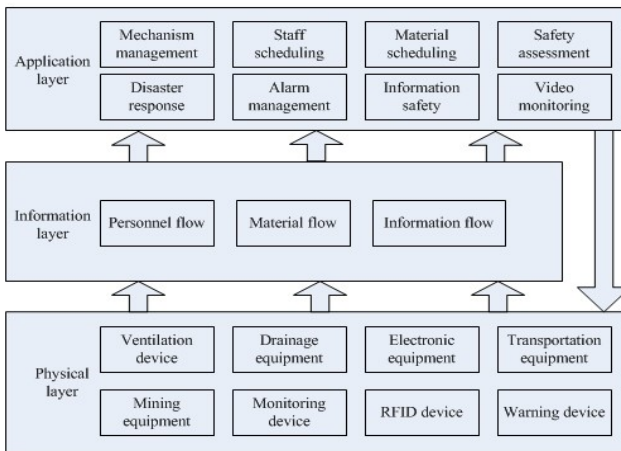 Application
layer
Mechanism
management
Staff
scheduling
Material
scheduling
Safety
assessment
Disaster
response
Alarm
management
Information
safety
Video
monitoring
Information
layer
Personnel flow
Material flow
Information flow
Physical
layer
Ventilation
device
Drainage
equipment
Electronic
equipment
Transportation
equipment
Mining
equipment
Monitoring
device
RFID device
Warning device